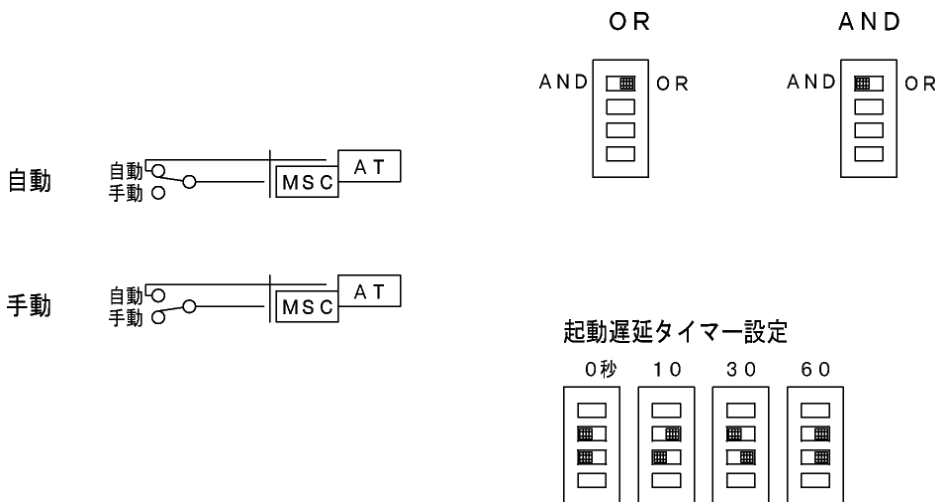 OR AND
AND OR AND OR
自動 自動 手動 MSC AT
手動 自動 手動 MSC AT
起動遅延タイマー設定
0秒 10 30 60